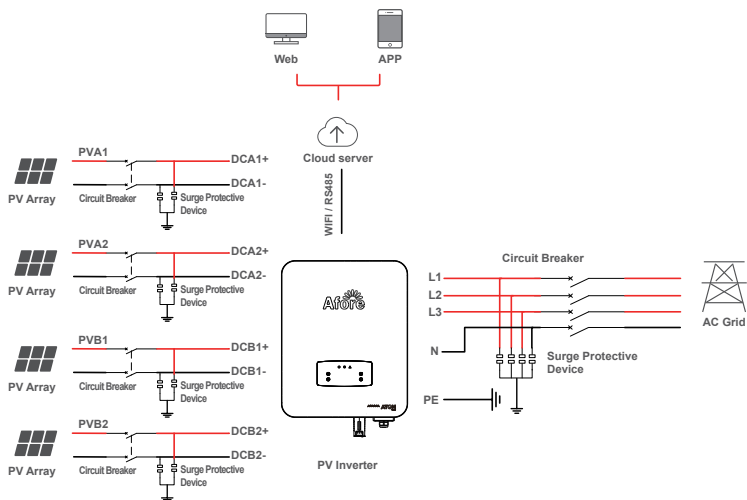 Web
APP
Cloud server
WIFI / RS485
PVA1
DCA1+
DCA1-
PV Array
Circuit Breaker
Surge Protective
Device
PVA2
DCA2+
DCA2-
PV Array
Circuit Breaker
Surge Protective
Device
PVB1
DCB1+
DCB1-
PV Array
Circuit Breaker
Surge Protective
Device
PVB2
DCB2+
DCB2-
PV Array
Circuit Breaker
Surge Protective
Device
Afore
PV Inverter
Circuit Breaker
L1
L2
L3
N
PE
Surge Protective
Device
AC Grid